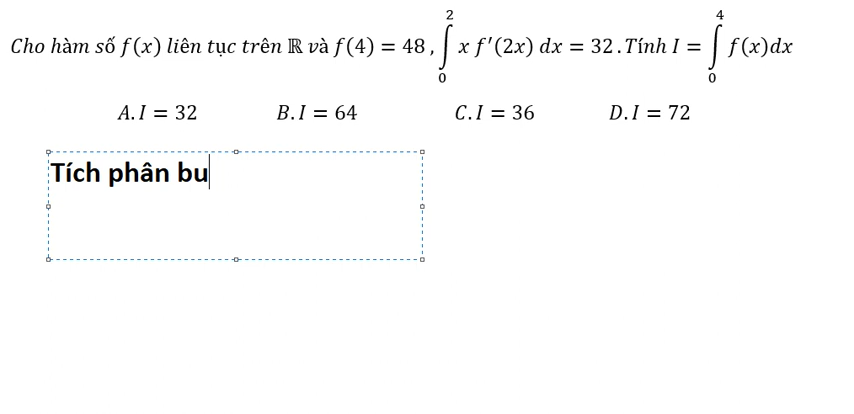 Cho hàm số f(x) liên tục trên ℝ và f(4) = 48 , ∫₀² x f′(2x) dx = 32 . Tính I = ∫₀⁴ f(x)dx
A. I = 32 B. I = 64 C. I = 36 D. I = 72
Tích phân bu